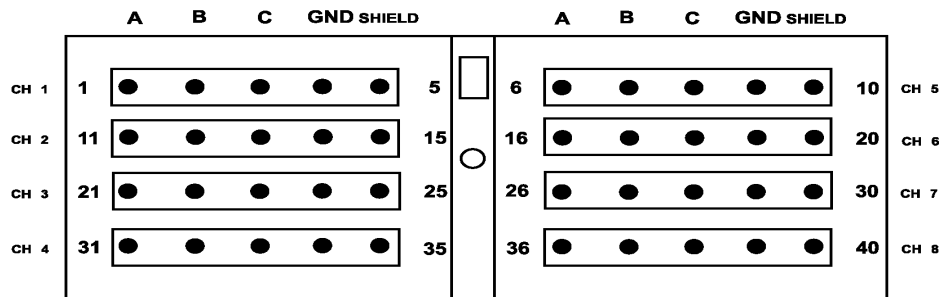 A B C GND SHIELD A B C GND SHIELD
CH 1 1 5 6 10 CH 5
CH 2 11 15 16 20 CH 6
CH 3 21 25 26 30 CH 7
CH 4 31 35 36 40 CH 8